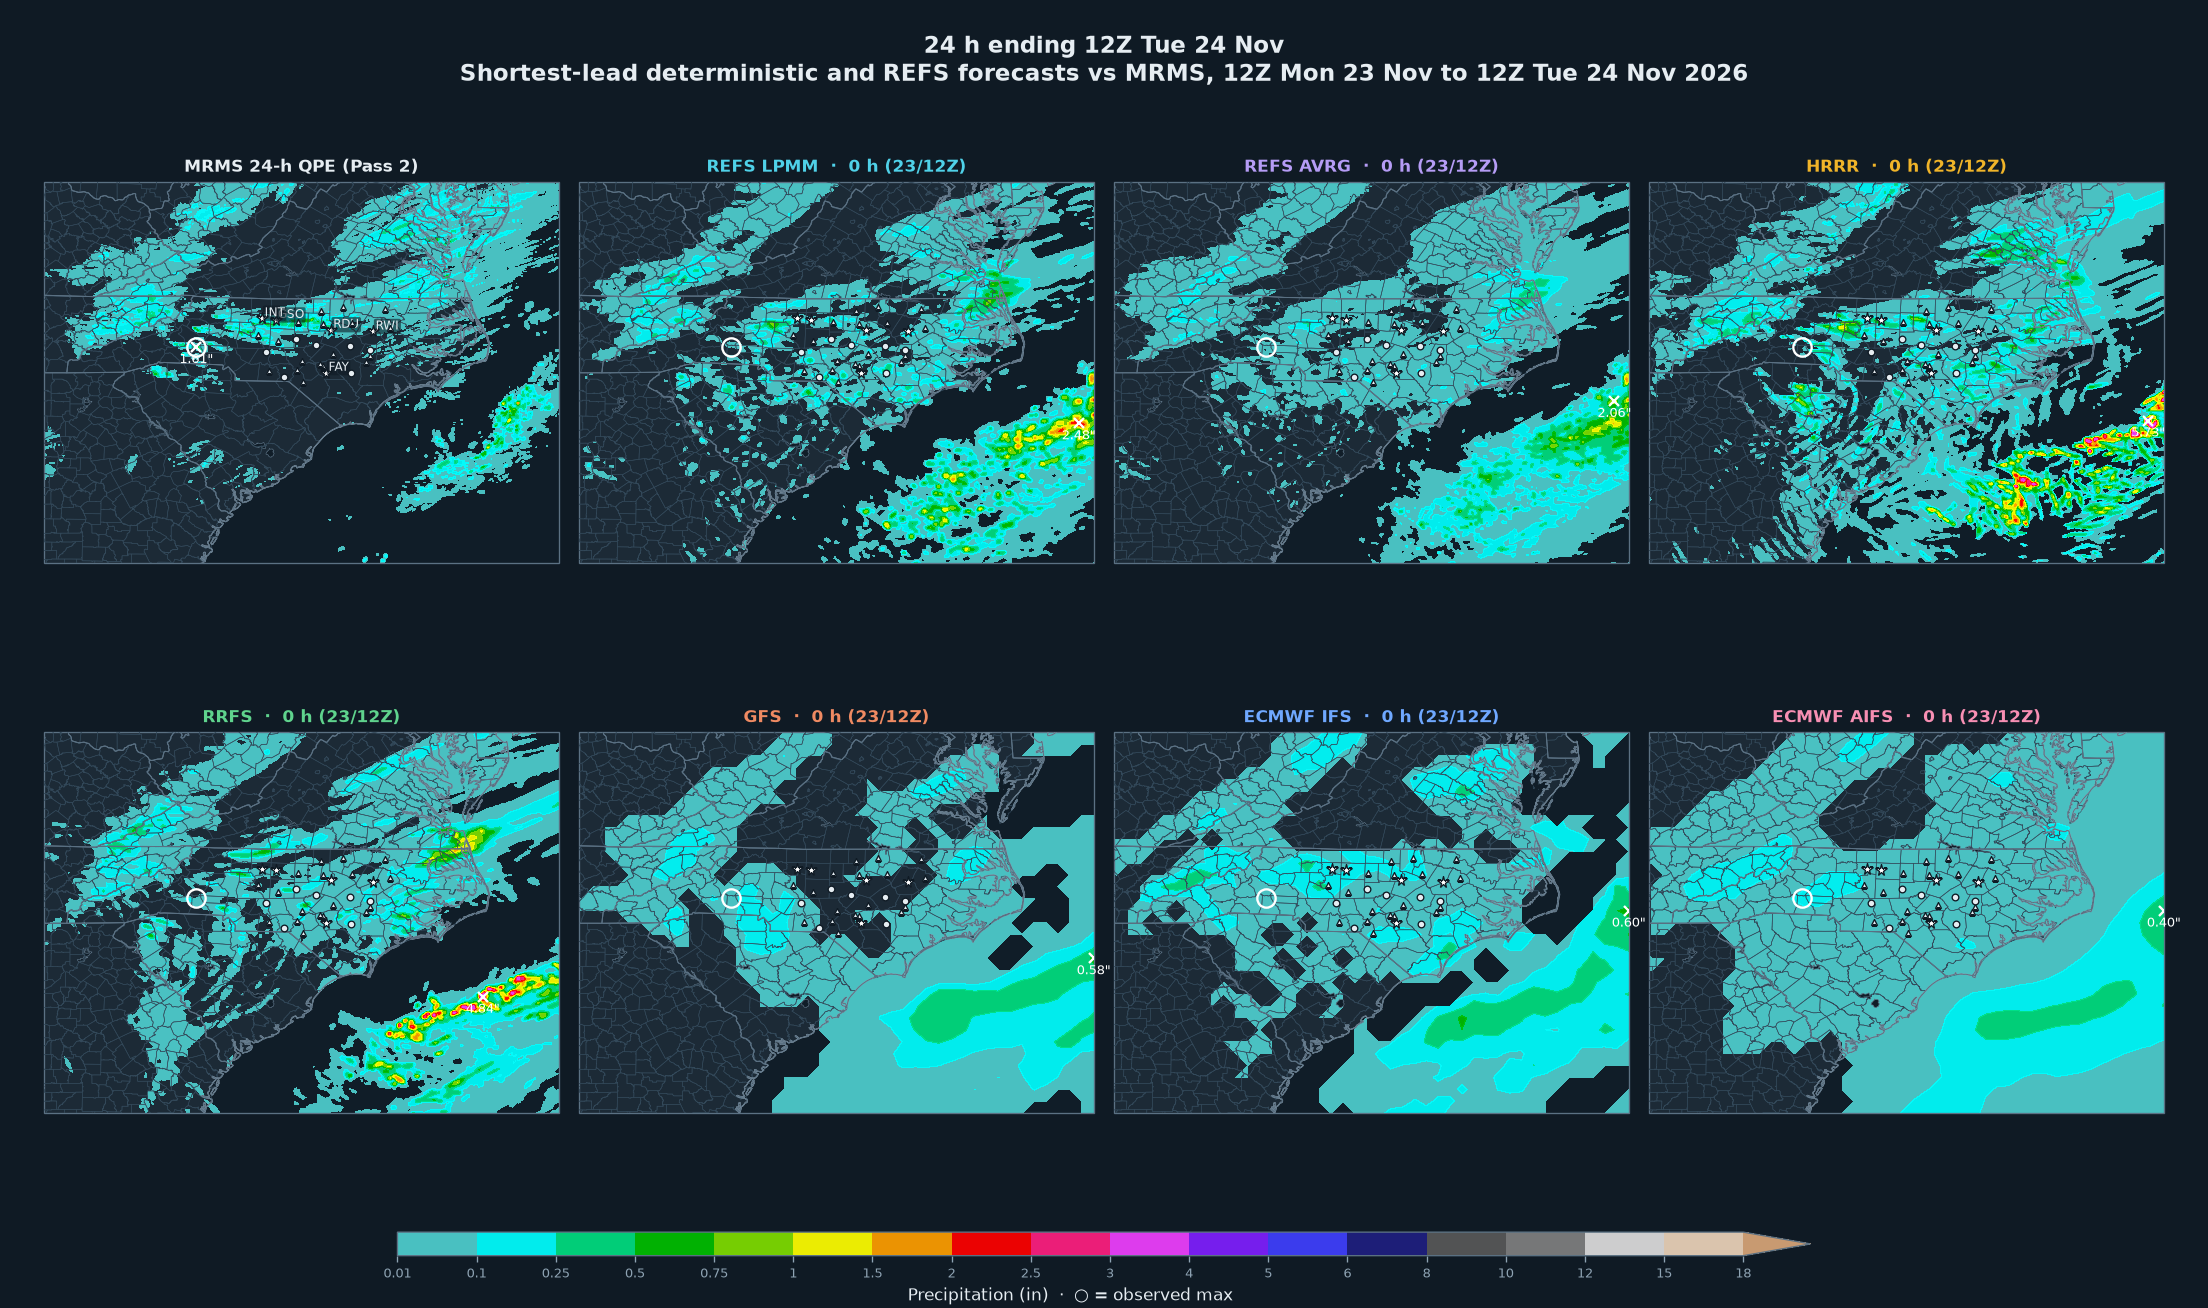 24 h ending 12Z Tue 24 Nov
Shortest-lead deterministic and REFS forecasts vs MRMS, 12Z Mon 23 Nov to 12Z Tue 24 Nov 2026
MRMS 24-h QPE (Pass 2)
REFS LPMM · 0 h (23/12Z)
REFS AVRG · 0 h (23/12Z)
HRRR · 0 h (23/12Z)
INT
SO
RDU
RWI
1.01"
FAY
2.48"
2.06"
RRFS · 0 h (23/12Z)
GFS · 0 h (23/12Z)
ECMWF IFS · 0 h (23/12Z)
ECMWF AIFS · 0 h (23/12Z)
0.58"
0.60"
0.40"
0.01 0.1 0.25 0.5 0.75 1 1.5 2 2.5 3 4 5 6 8 10 12 15 18
Precipitation (in) · ○ = observed max